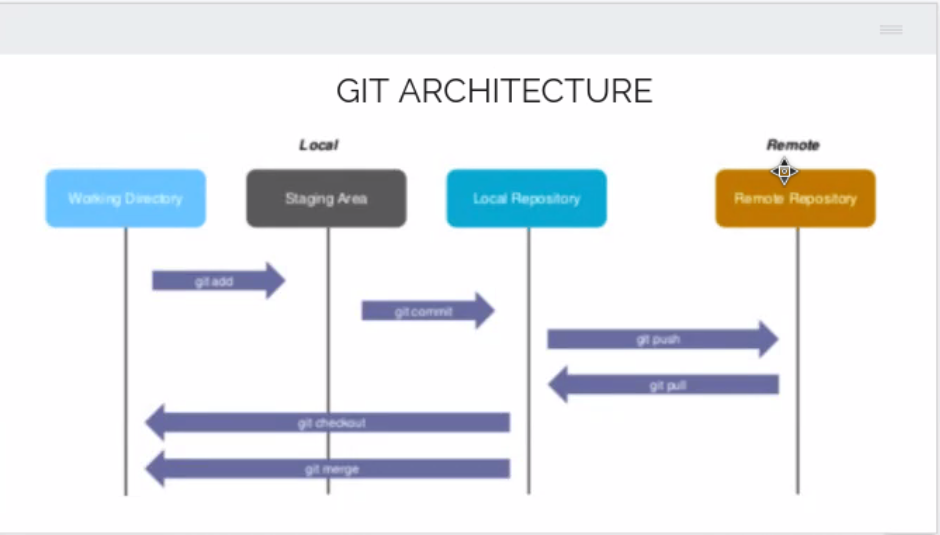 GIT ARCHITECTURE
Local
Remote
Working Directory
Staging Area
Local Repository
Remote Repository
git add
git commit
git push
git pull
git checkout
git merge